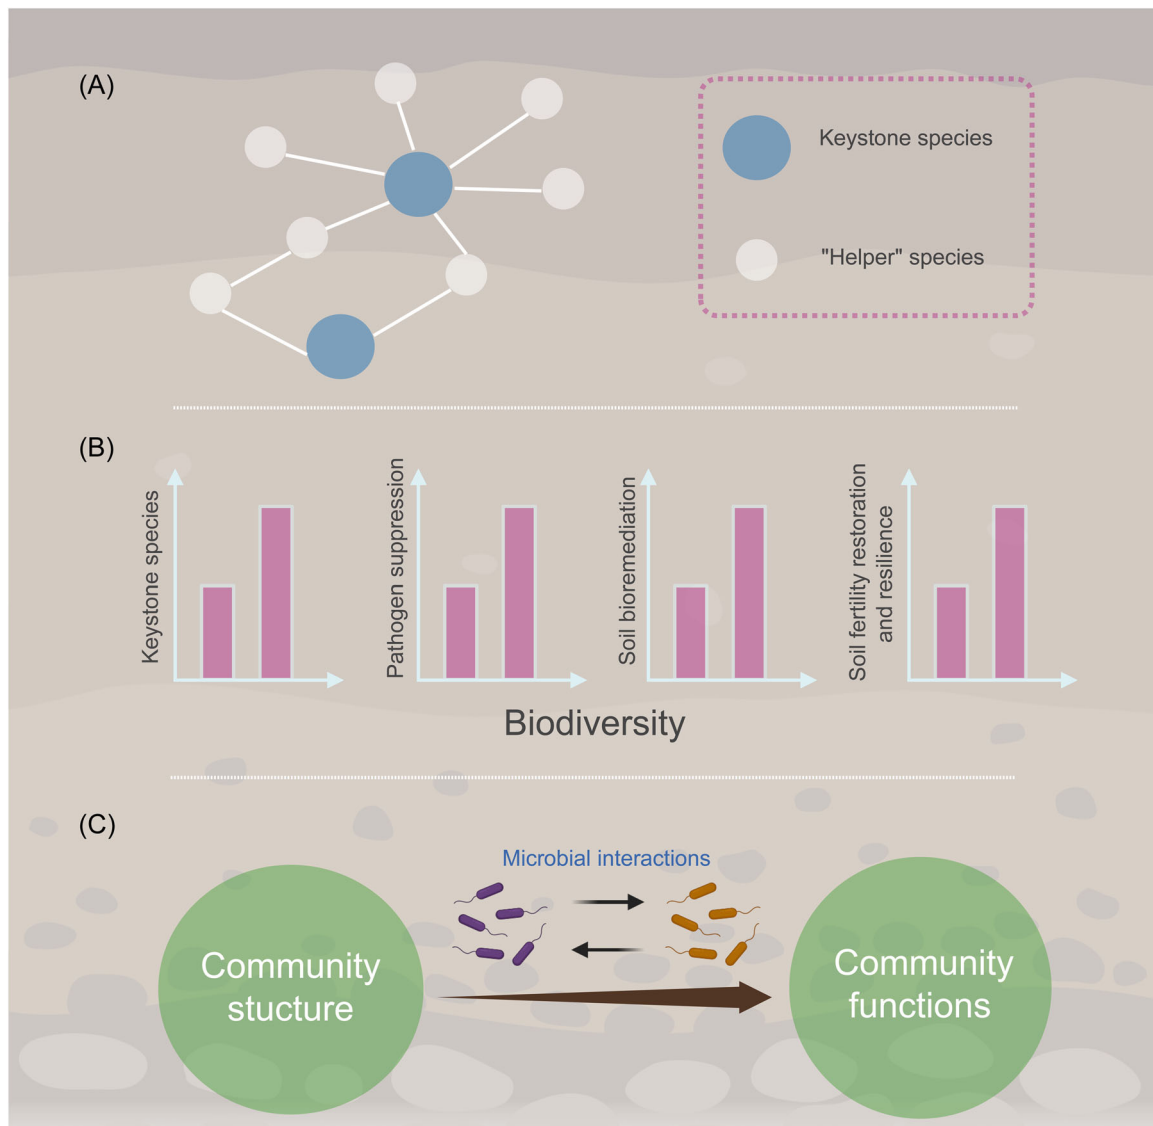 (A)
Keystone species
"Helper" species
(B)
Keystone species
Pathogen suppression
Soil bioremediation
Soil fertility restoration
and resilience
Biodiversity
(C)
Microbial interactions
Community
stucture
Community
functions